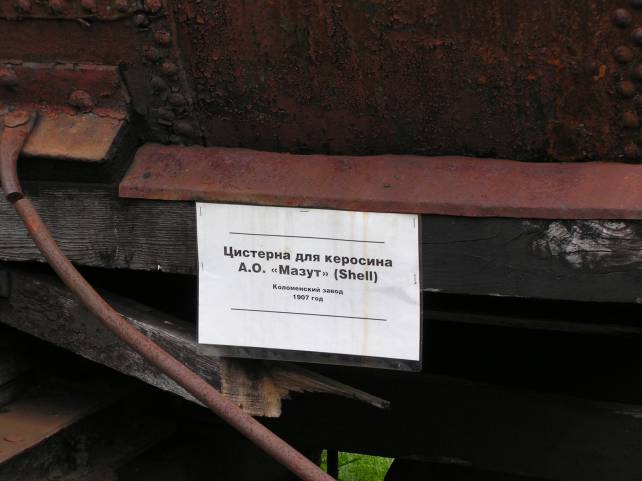 Цистерна для керосина
А.О. «Мазут» (Shell)
Коломенский завод
1907 год